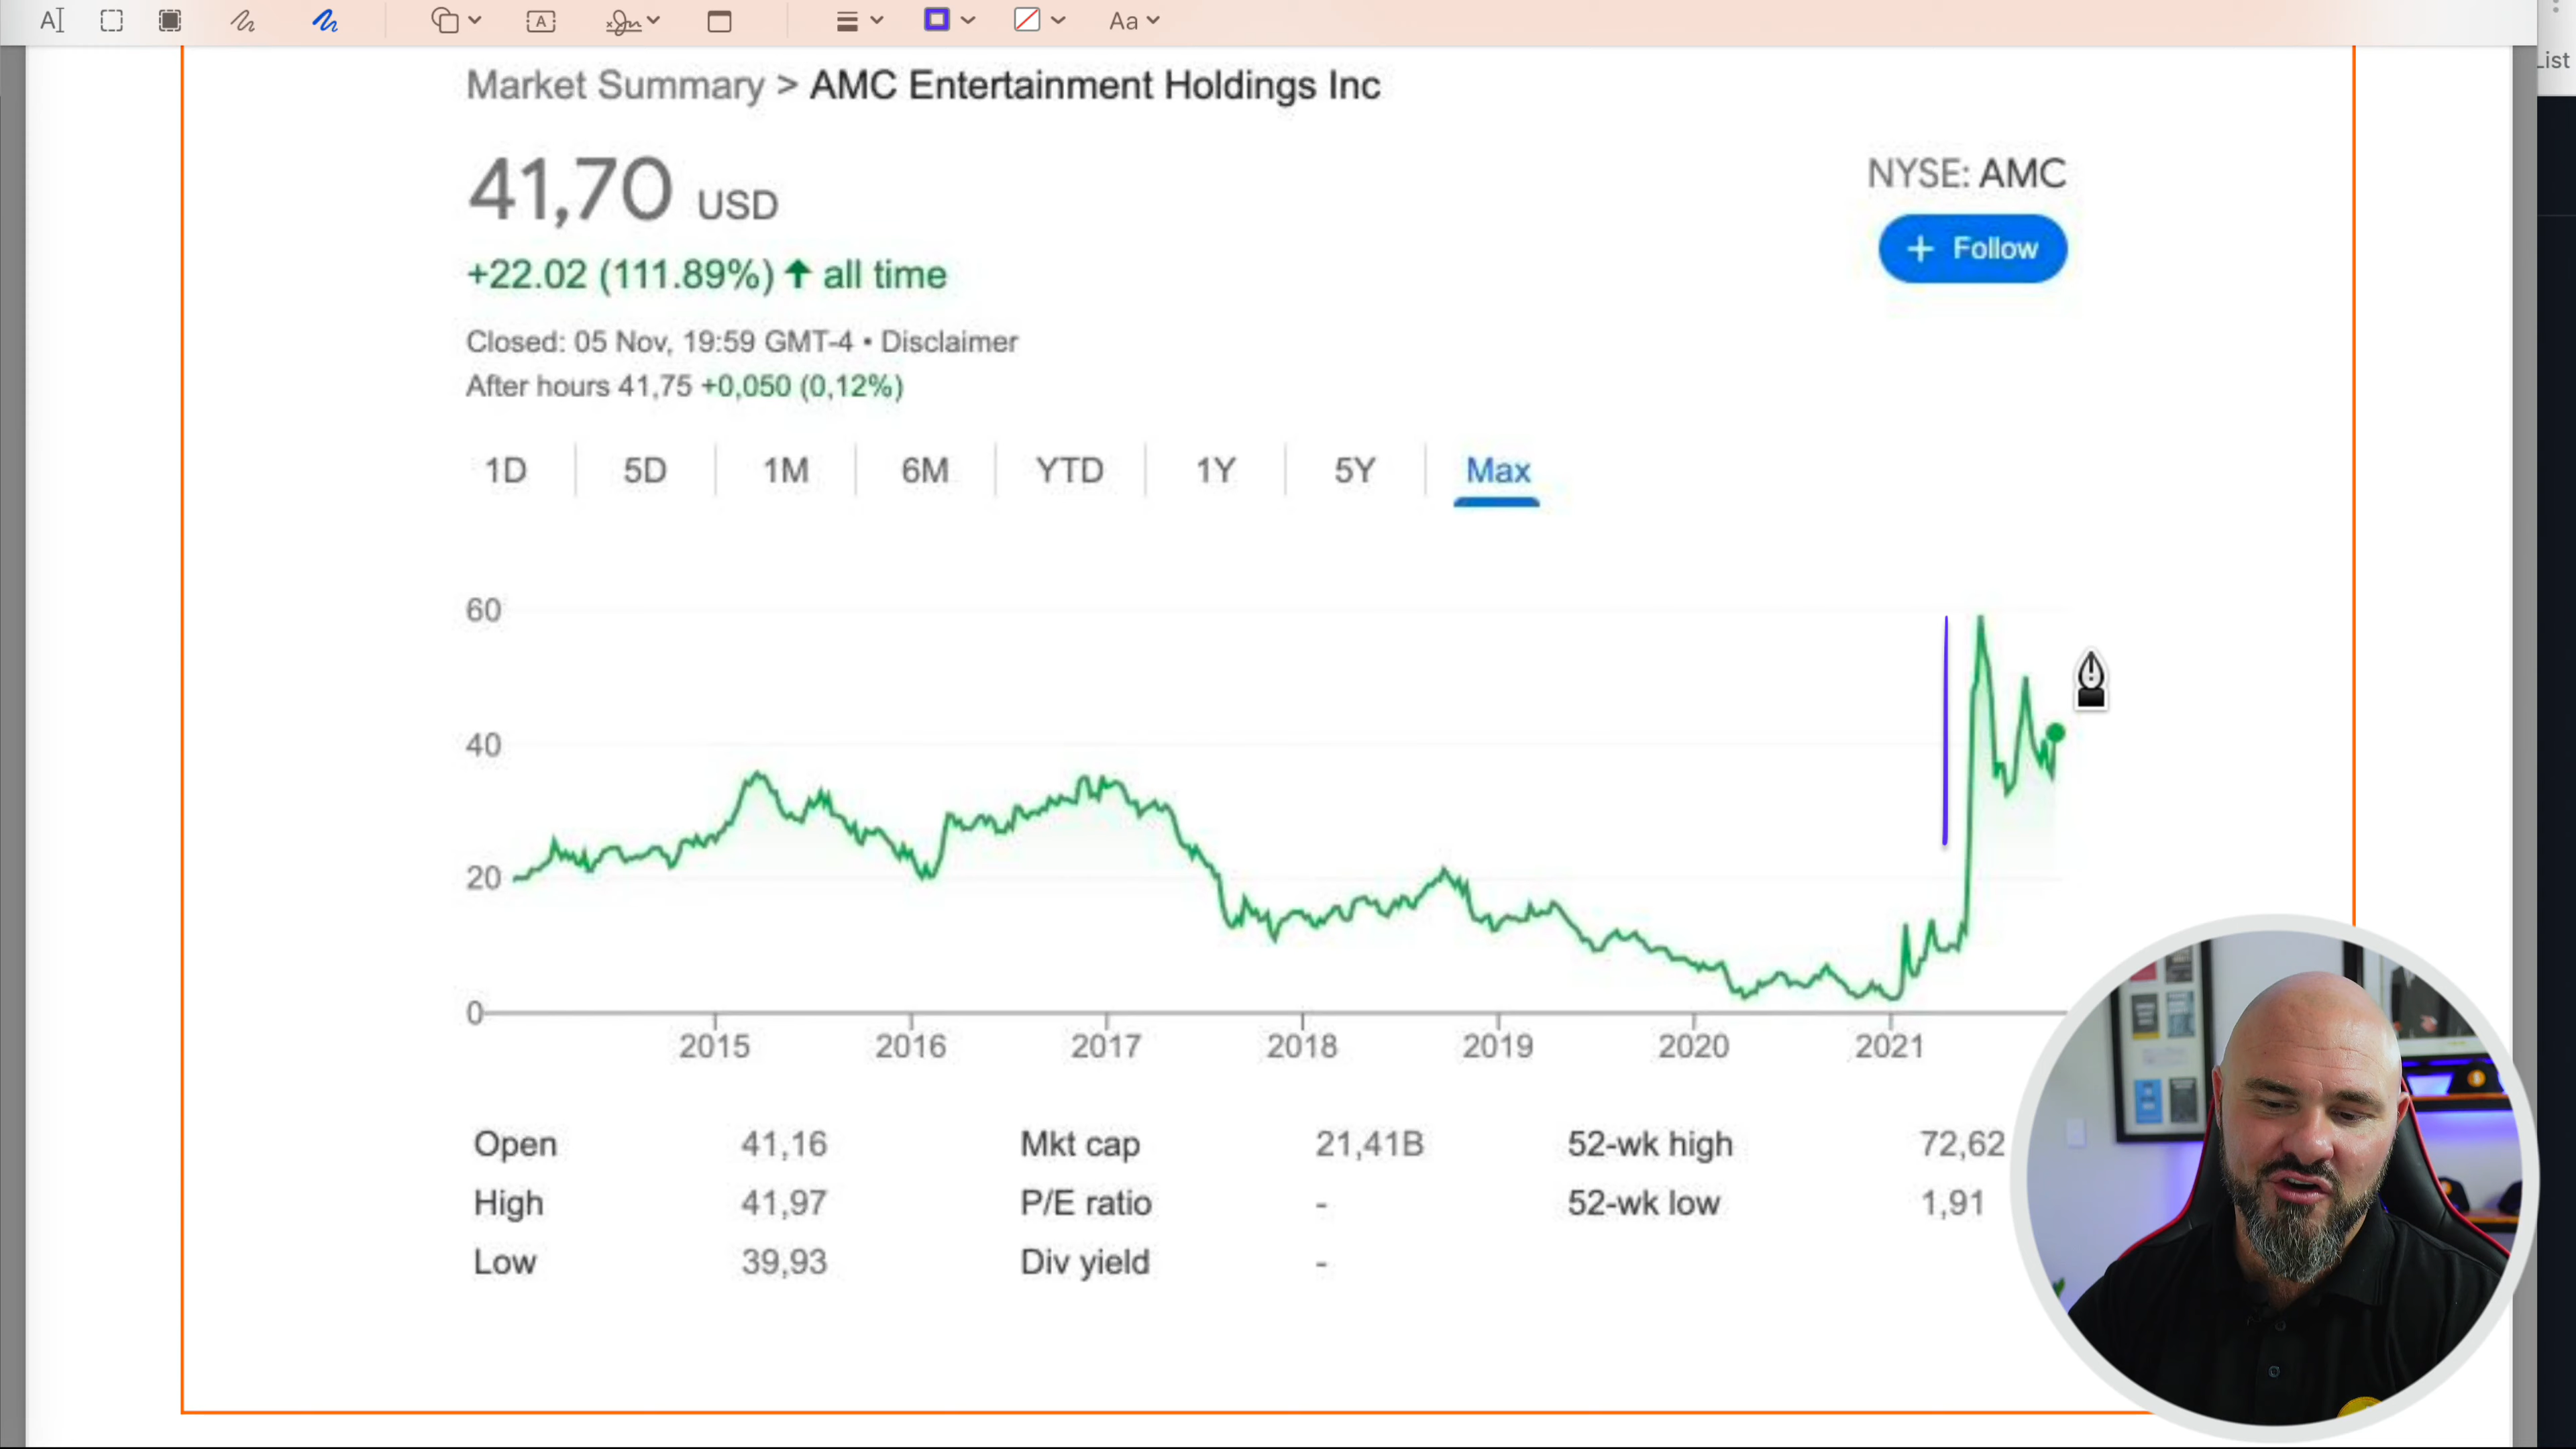 Aa
List
Market Summary > AMC Entertainment Holdings Inc
41,70 USD
NYSE: AMC
+ Follow
+22.02 (111.89%) ↑ all time
Closed: 05 Nov, 19:59 GMT-4 • Disclaimer
After hours 41,75 +0,050 (0,12%)
1D 5D 1M 6M YTD 1Y 5Y Max
60
40
20
0
2015 2016 2017 2018 2019 2020 2021
Open 41,16 Mkt cap 21,41B 52-wk high 72,62
High 41,97 P/E ratio - 52-wk low 1,91
Low 39,93 Div yield -